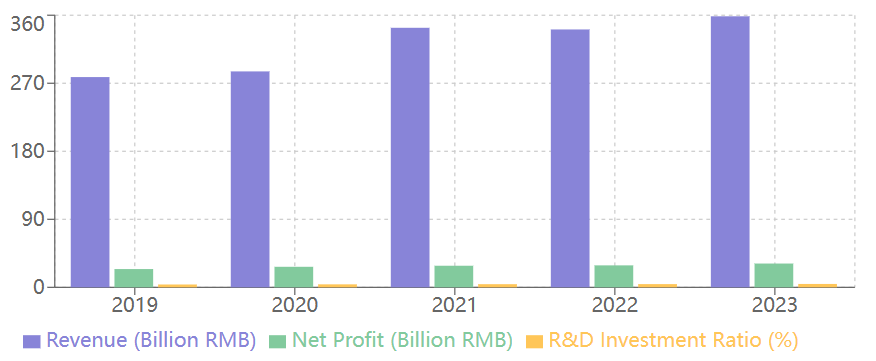 360
270
180
90
0
2019 2020 2021 2022 2023
Revenue (Billion RMB) Net Profit (Billion RMB) R&D Investment Ratio (%)